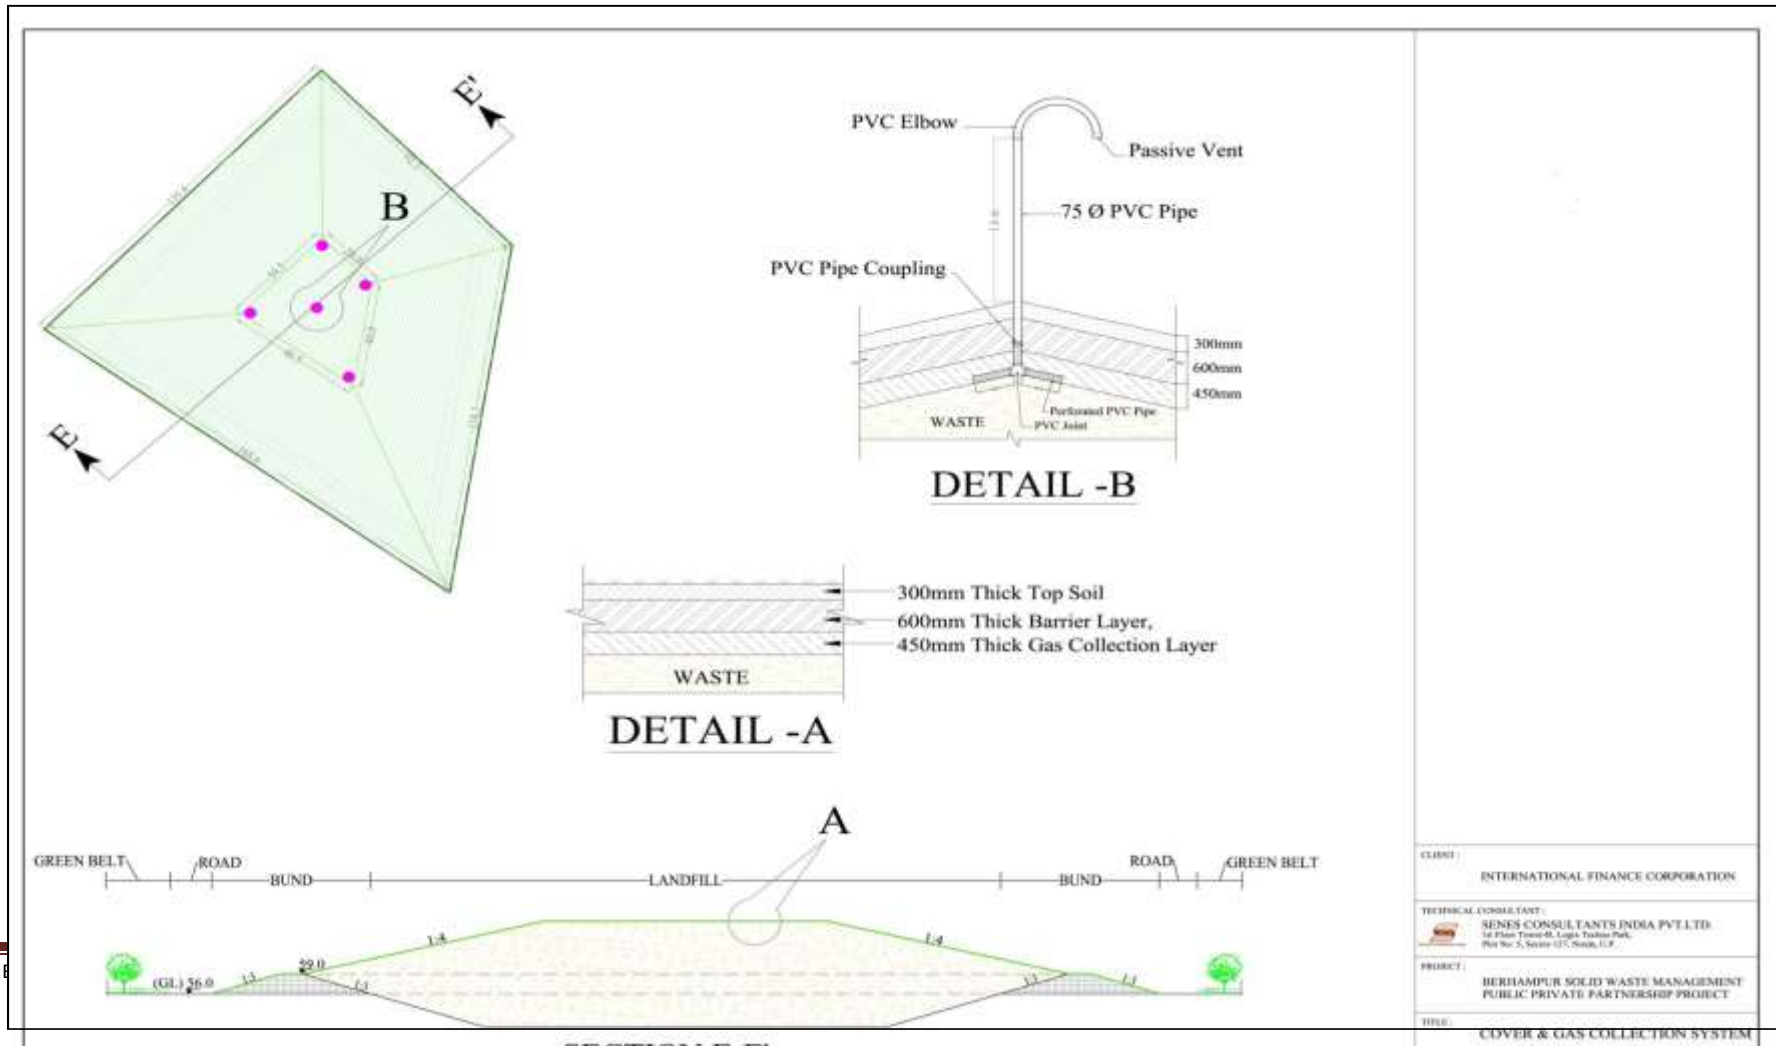 E'
B
E
PVC Elbow
Passive Vent
75 Ø PVC Pipe
PVC Pipe Coupling
300mm
600mm
450mm
Perforated PVC Pipe
PVC Joint
WASTE
DETAIL -B
300mm Thick Top Soil
600mm Thick Barrier Layer,
450mm Thick Gas Collection Layer
WASTE
DETAIL -A
A
GREEN BELT
ROAD
BUND
LANDFILL
BUND
ROAD
GREEN BELT
1:4
1:4
59.0
(GL) 56.0
CLIENT :
INTERNATIONAL FINANCE CORPORATION
TECHNICAL CONSULTANT :
SENES CONSULTANTS INDIA PVT.LTD.
PROJECT :
BERHAMPUR SOLID WASTE MANAGEMENT
PUBLIC PRIVATE PARTNERSHIP PROJECT
TITLE :
COVER & GAS COLLECTION SYSTEM